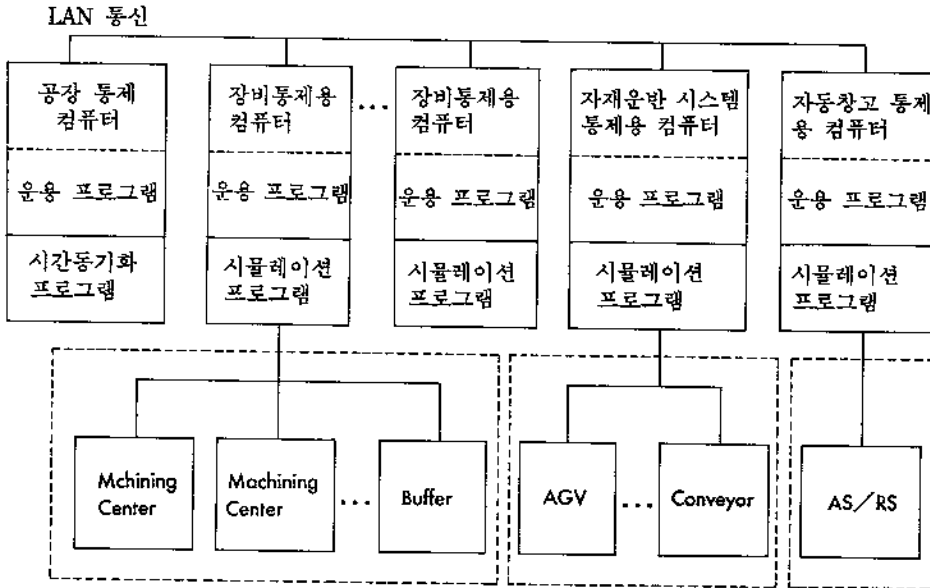 LAN 통신
공장 통제
컴퓨터
운용 프로그램
시간동기화
프로그램
장비통제용
컴퓨터
운용 프로그램
시뮬레이션
프로그램
...
장비통제용
컴퓨터
운용 프로그램
시뮬레이션
프로그램
자재운반 시스템
통제용 컴퓨터
운용 프로그램
시뮬레이션
프로그램
자동창고 통제
용 컴퓨터
운용 프로그램
시뮬레이션
프로그램
Mchining
Center
Machining
Center
...
Buffer
AGV
...
Conveyor
AS/RS